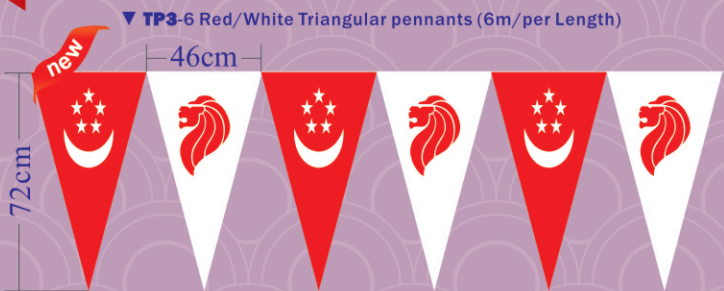 ▼ TP3-6 Red/White Triangular pennants (6m/per Length)
new
46cm
72cm